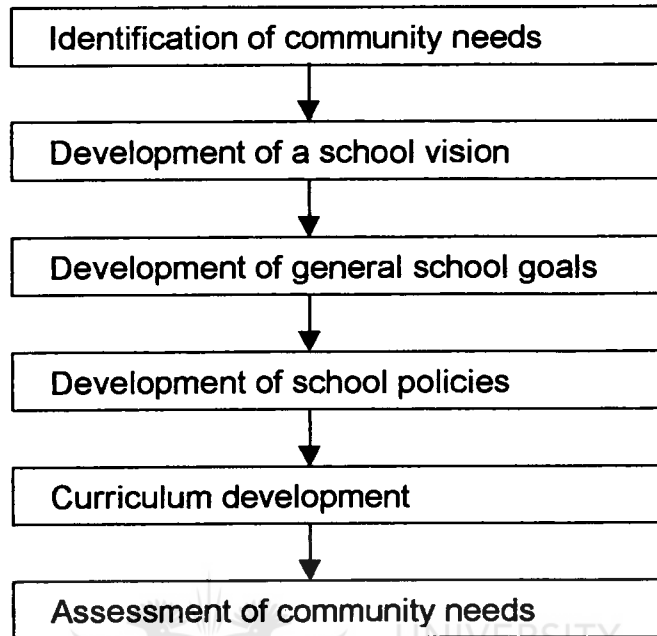 Identification of community needs
Development of a school vision
Development of general school goals
Development of school policies
Curriculum development
Assessment of community needs
UNIVERSITY